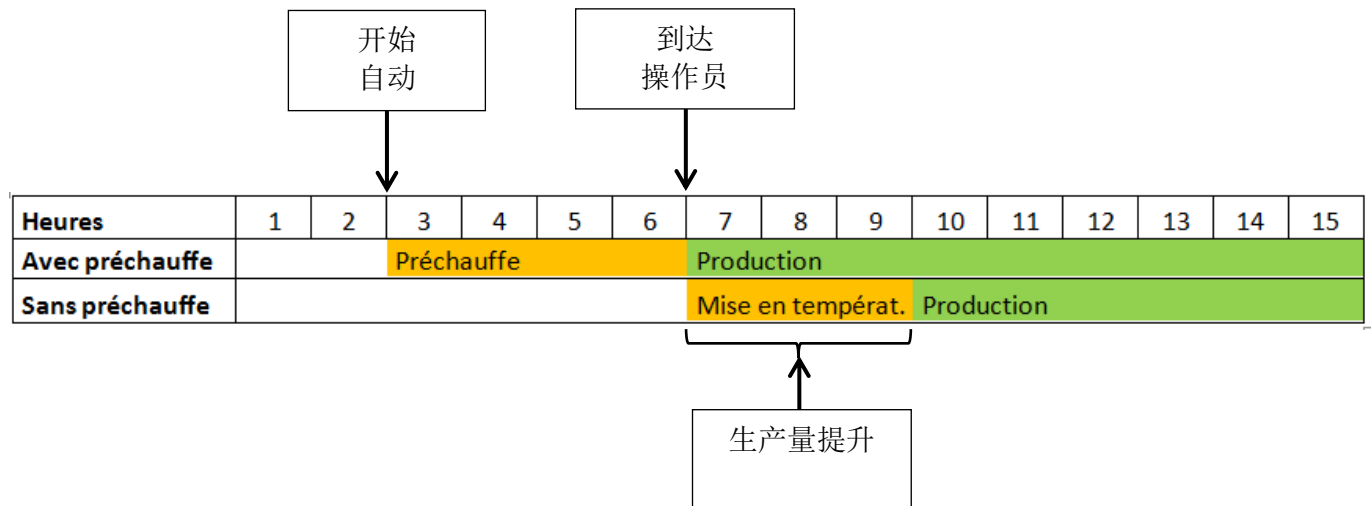 开始
自动
到达
操作员
Heures 1 2 3 4 5 6 7 8 9 10 11 12 13 14 15
Avec préchauffe Préchauffe Production
Sans préchauffe Mise en températ. Production
生产量提升